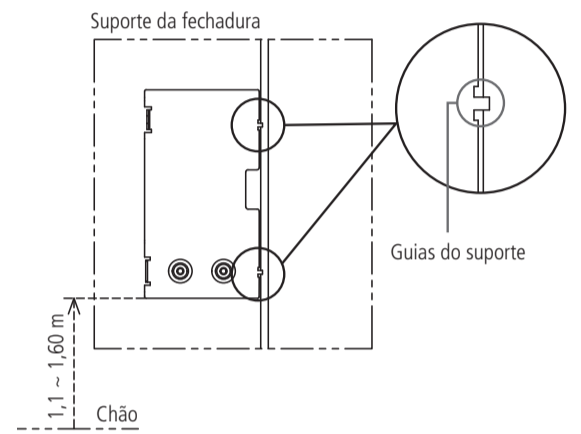 Suporte da fechadura
Guias do suporte
1,1 ~ 1,60 m
Chão